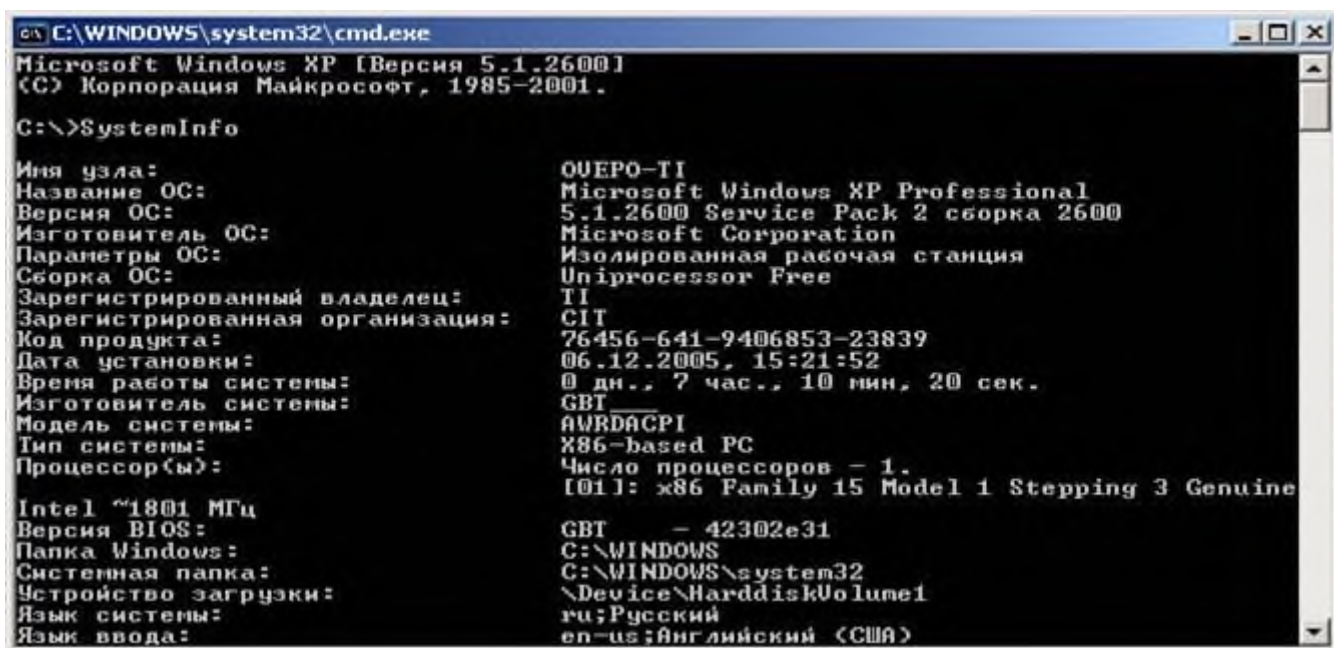 C:\WINDOWS\system32\cmd.exe
Microsoft Windows XP [Версия 5.1.2600]
(C) Корпорация Майкрософт, 1985-2001.
C:\>SystemInfo
Имя узла: OVEPO-TI
Название ОС: Microsoft Windows XP Professional
Версия ОС: 5.1.2600 Service Pack 2 сборка 2600
Изготовитель ОС: Microsoft Corporation
Параметры ОС: Изолированная рабочая станция
Сборка ОС: Uniprocessor Free
Зарегистрированный владелец: TI
Зарегистрированная организация: CIT
Код продукта: 76456-641-9406853-23839
Дата установки: 06.12.2005, 15:21:52
Время работы системы: 0 дн., 7 час., 10 мин, 20 сек.
Изготовитель системы: GBT___
Модель системы: AWRDACPI
Тип системы: X86-based PC
Процессор(ы): Число процессоров - 1.
[01]: x86 Family 15 Model 1 Stepping 3 Genuine
Intel ~1801 МГц
Версия BIOS: GBT - 42302e31
Папка Windows: C:\WINDOWS
Системная папка: C:\WINDOWS\system32
Устройство загрузки: \Device\HarddiskVolume1
Язык системы: ru;Русский
Язык ввода: en-us;Английский (США)